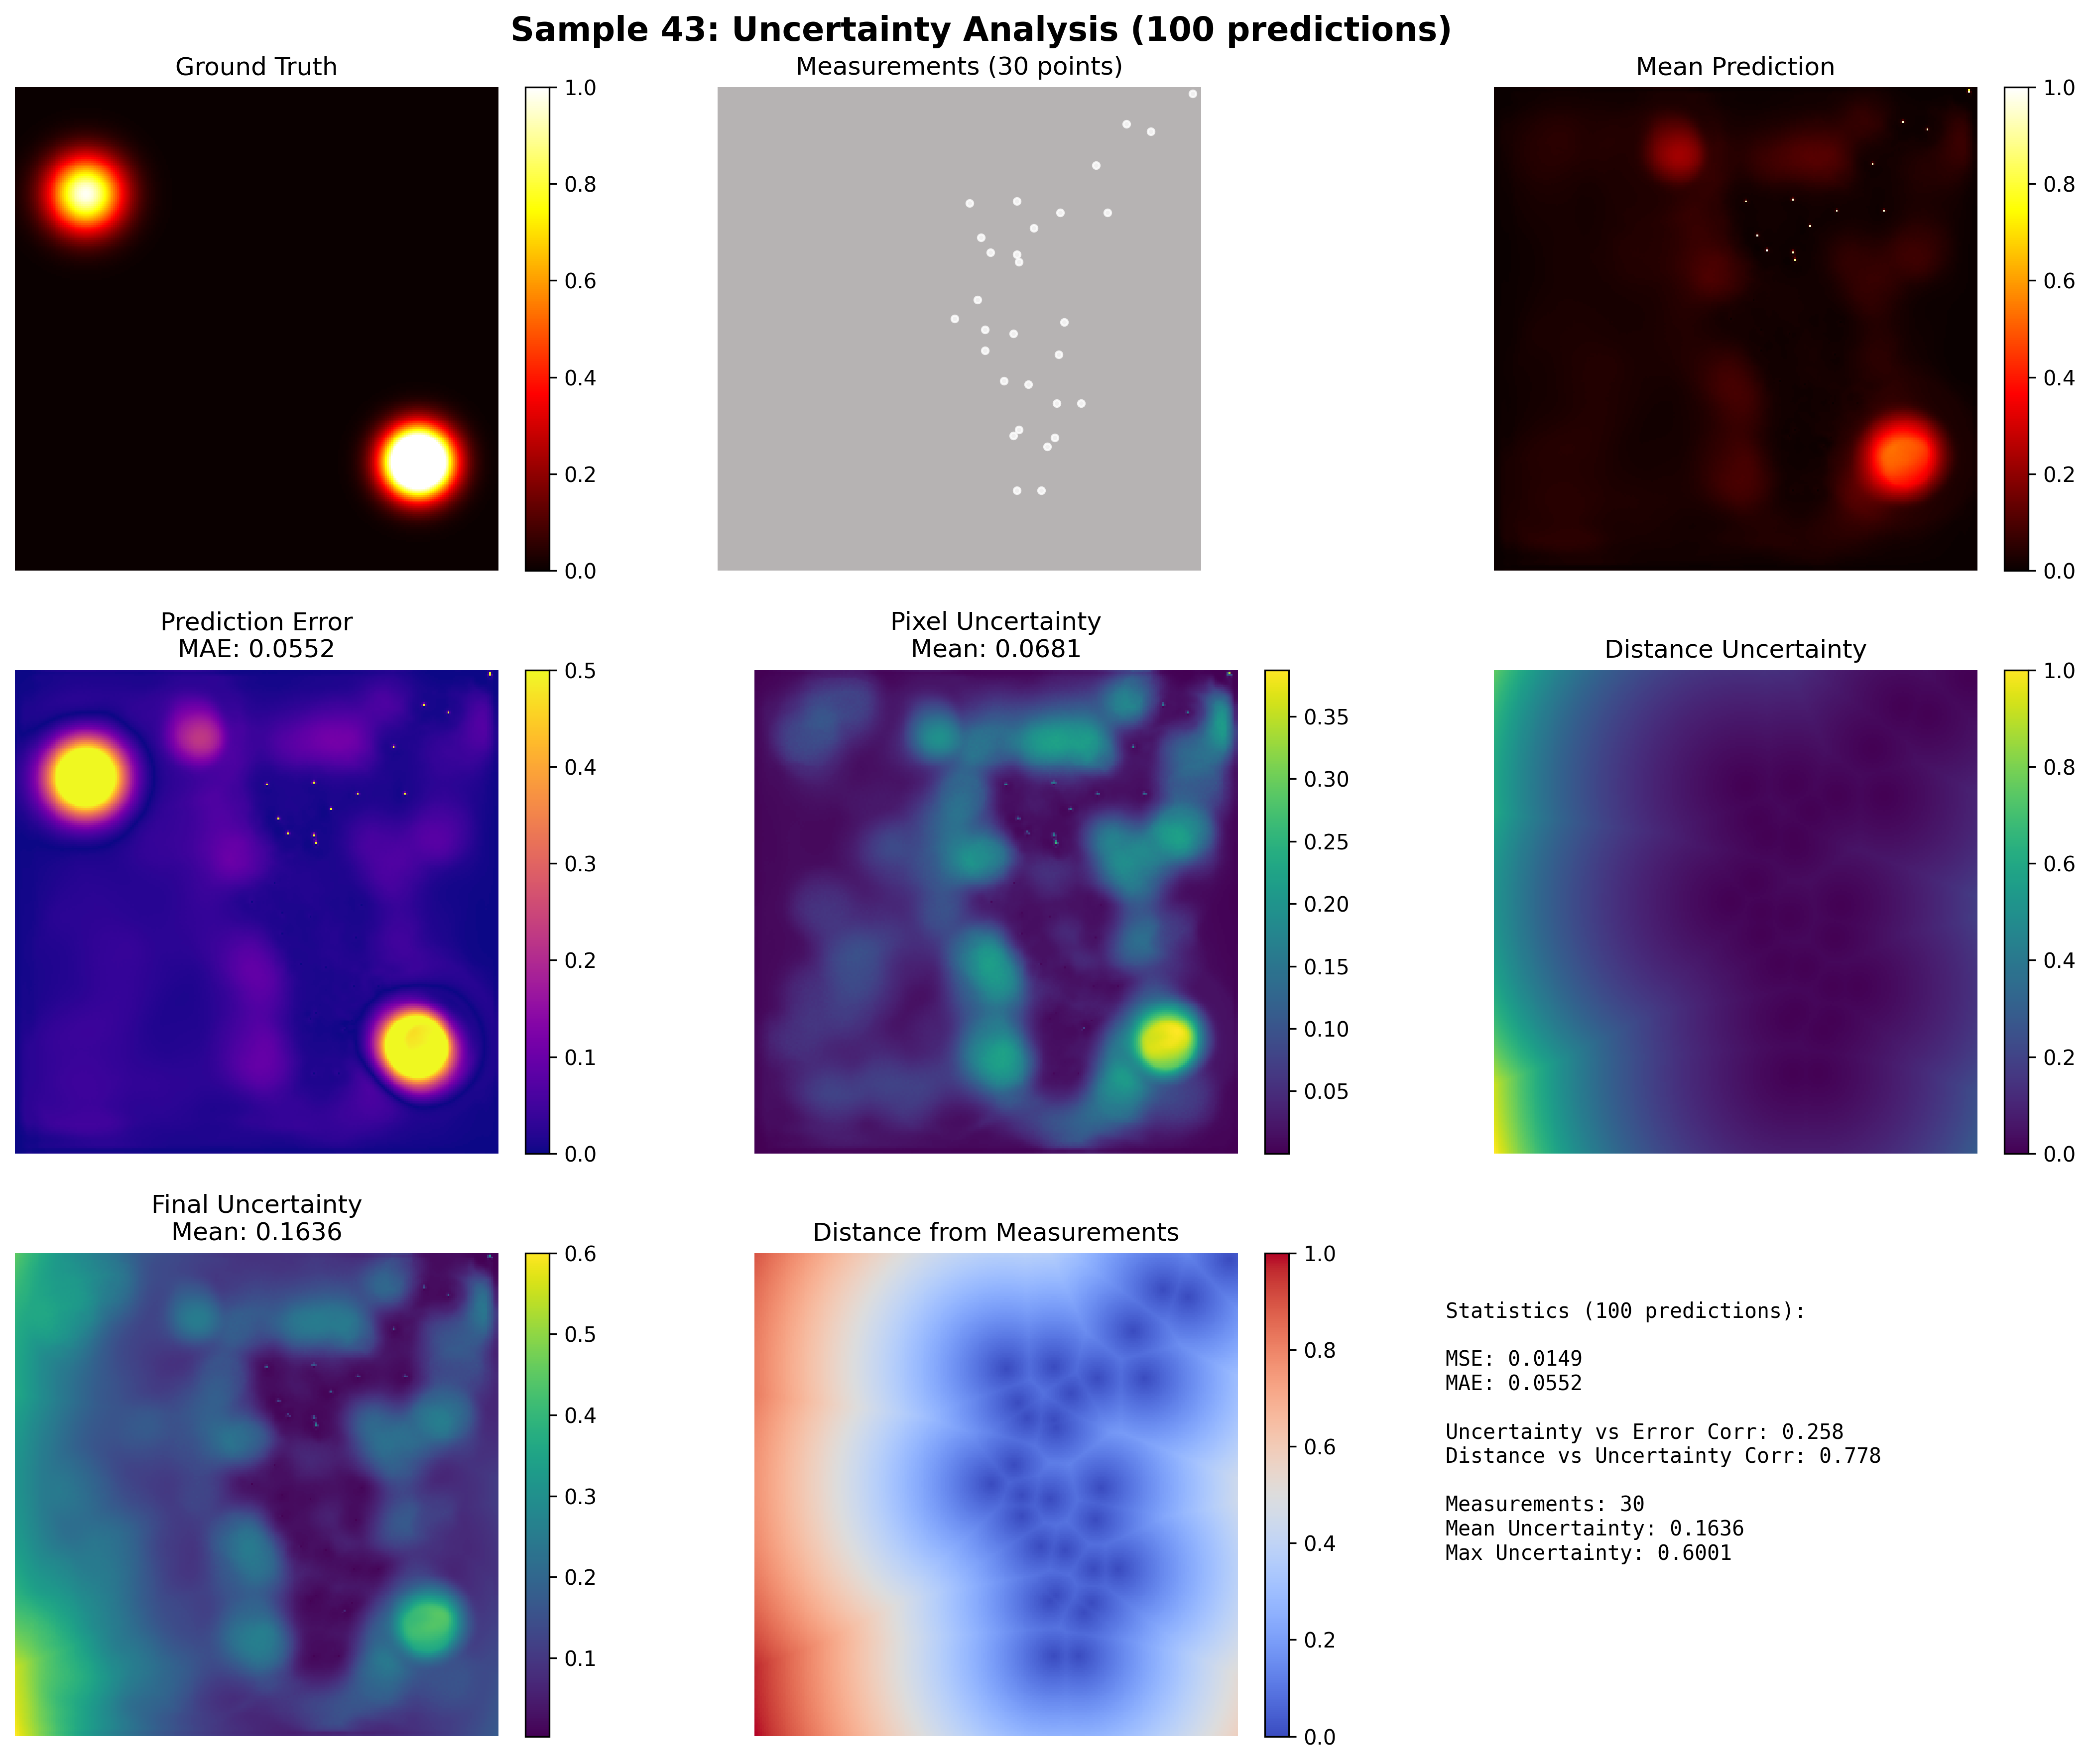 Sample 43: Uncertainty Analysis (100 predictions)
Ground Truth
1.0
0.8
0.6
0.4
0.2
0.0
Measurements (30 points)
Mean Prediction
1.0
0.8
0.6
0.4
0.2
0.0
Prediction Error
MAE: 0.0552
0.5
0.4
0.3
0.2
0.1
0.0
Pixel Uncertainty
Mean: 0.0681
0.35
0.30
0.25
0.20
0.15
0.10
0.05
Distance Uncertainty
1.0
0.8
0.6
0.4
0.2
0.0
Final Uncertainty
Mean: 0.1636
0.6
0.5
0.4
0.3
0.2
0.1
Distance from Measurements
1.0
0.8
0.6
0.4
0.2
0.0
Statistics (100 predictions):
MSE: 0.0149
MAE: 0.0552
Uncertainty vs Error Corr: 0.258
Distance vs Uncertainty Corr: 0.778
Measurements: 30
Mean Uncertainty: 0.1636
Max Uncertainty: 0.6001